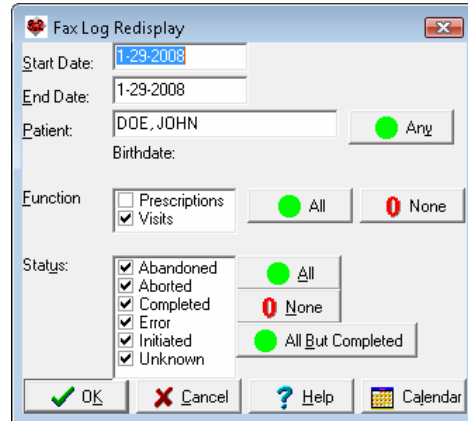 Fax Log Redisplay
Start Date: 1-29-2008
End Date: 1-29-2008
Patient: DOE, JOHN Any
Birthdate:
Function Prescriptions All None
Visits
Status: Abandoned All
Aborted
Completed None
Error
Initiated All But Completed
Unknown
OK Cancel Help Calendar